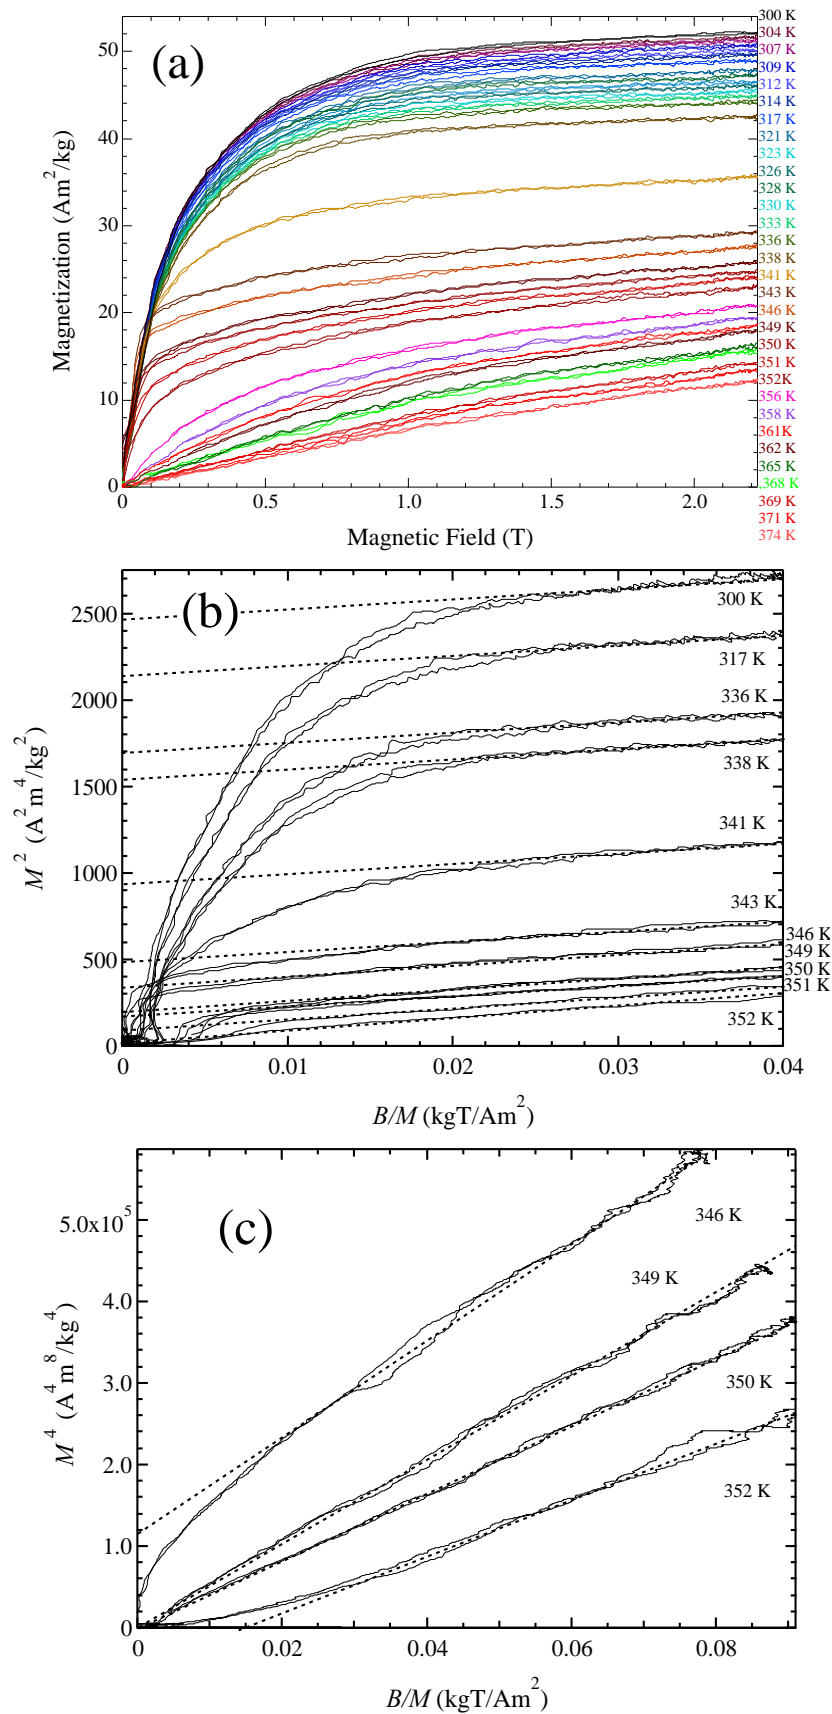 (a)
Magnetization (Am²/kg)
50
40
30
20
10
0
0
0.5
1.0
1.5
2.0
Magnetic Field (T)
300 K
304 K
307 K
309 K
312 K
314 K
317 K
321 K
323 K
326 K
328 K
330 K
333 K
336 K
338 K
341 K
343 K
346 K
349 K
350 K
351 K
352K
356 K
358 K
361K
362 K
365 K
368 K
369 K
371 K
374 K
(b)
M² (A²m⁴/kg²)
2500
2000
1500
1000
500
0
300 K
317 K
336 K
338 K
341 K
343 K
346 K
349 K
350 K
351 K
352 K
0
0.01
0.02
0.03
0.04
B/M (kgT/Am²)
(c)
M⁴ (A⁴m⁸/kg⁴)
5.0x10⁵
4.0
3.0
2.0
1.0
0
346 K
349 K
350 K
352 K
0
0.02
0.04
0.06
0.08
B/M (kgT/Am²)